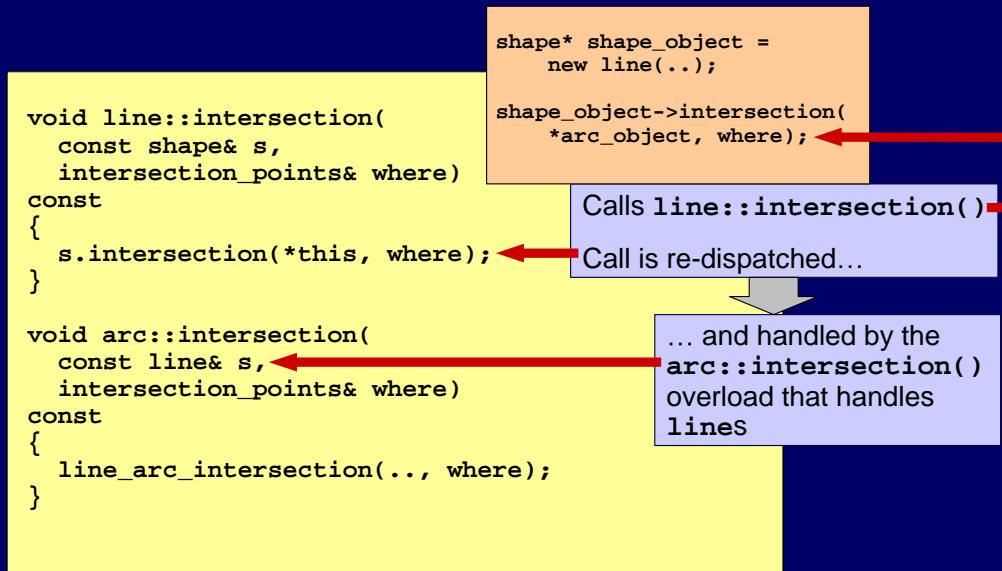 shape* shape_object =
    new line(..);
shape_object->intersection(
    *arc_object, where);
void line::intersection(
  const shape& s,
  intersection_points& where)
const
{
  s.intersection(*this, where);
}
Calls line::intersection()
Call is re-dispatched…
void arc::intersection(
  const line& s,
  intersection_points& where)
const
{
  line_arc_intersection(.., where);
}
… and handled by the
arc::intersection()
overload that handles
lines